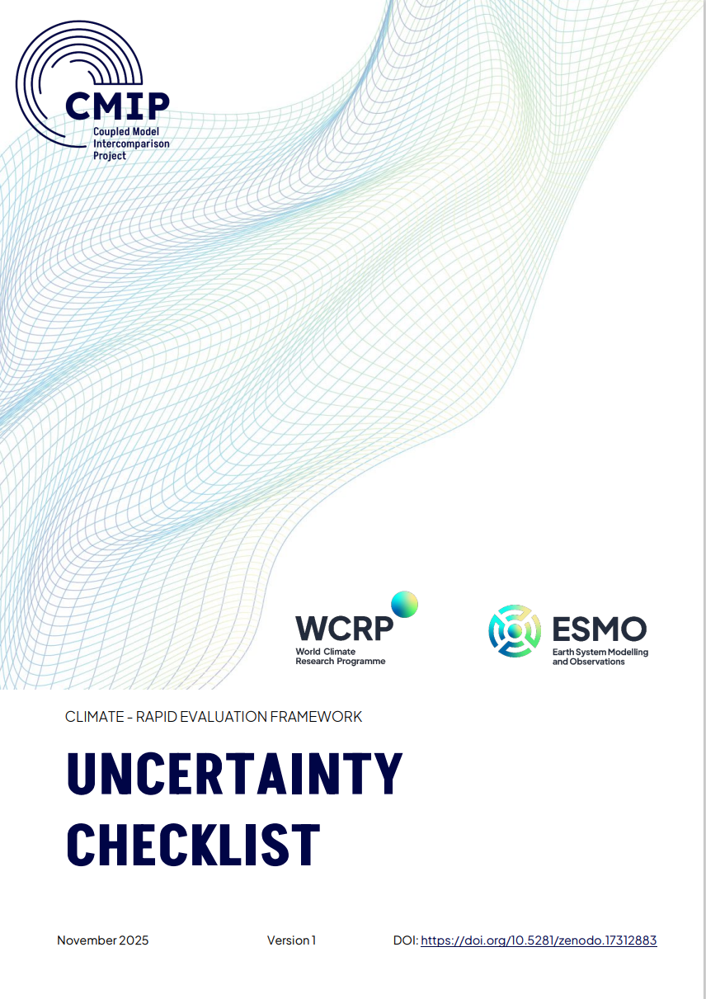 CMIP
Coupled Model
Intercomparison
Project
WCRP
World Climate
Research Programme
ESMO
Earth System Modelling
and Observations
CLIMATE - RAPID EVALUATION FRAMEWORK
UNCERTAINTY
CHECKLIST
November 2025 Version 1 DOI: https://doi.org/10.5281/zenodo.17312883